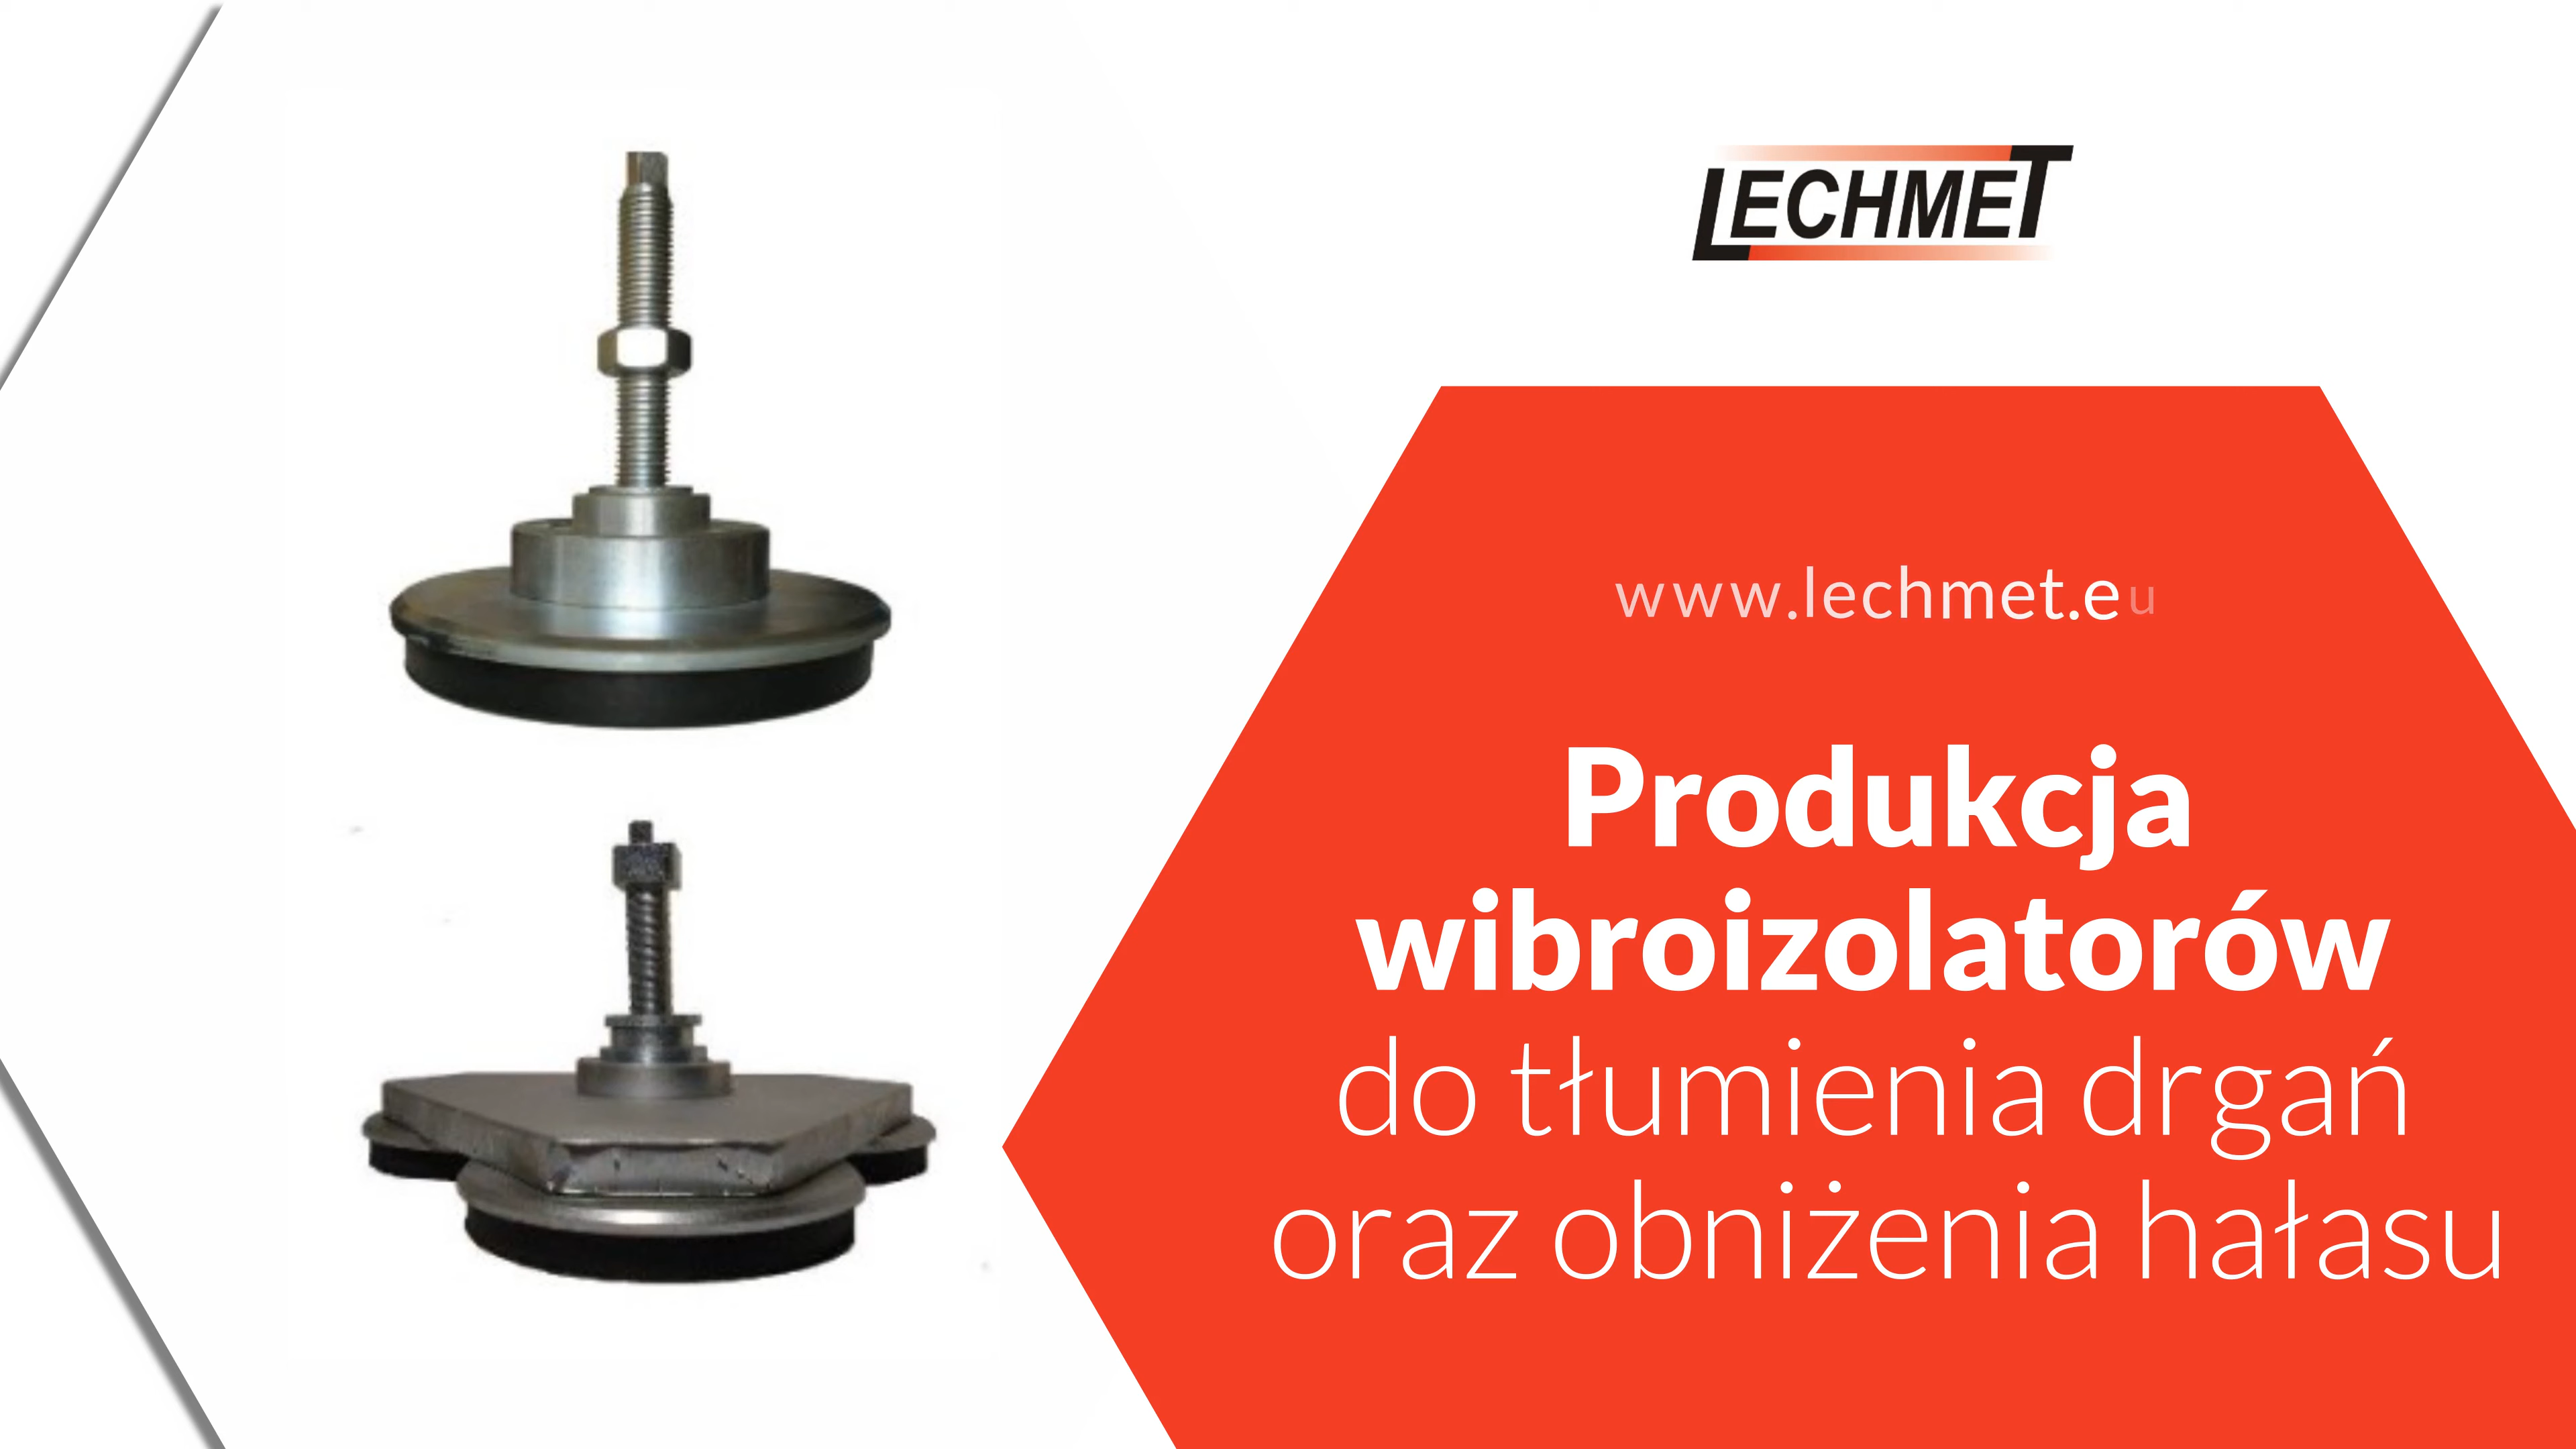 LECHMET
www.lechmet.eu
Produkcja
wibroizolatorów
do tłumienia drgań
oraz obniżenia hałasu